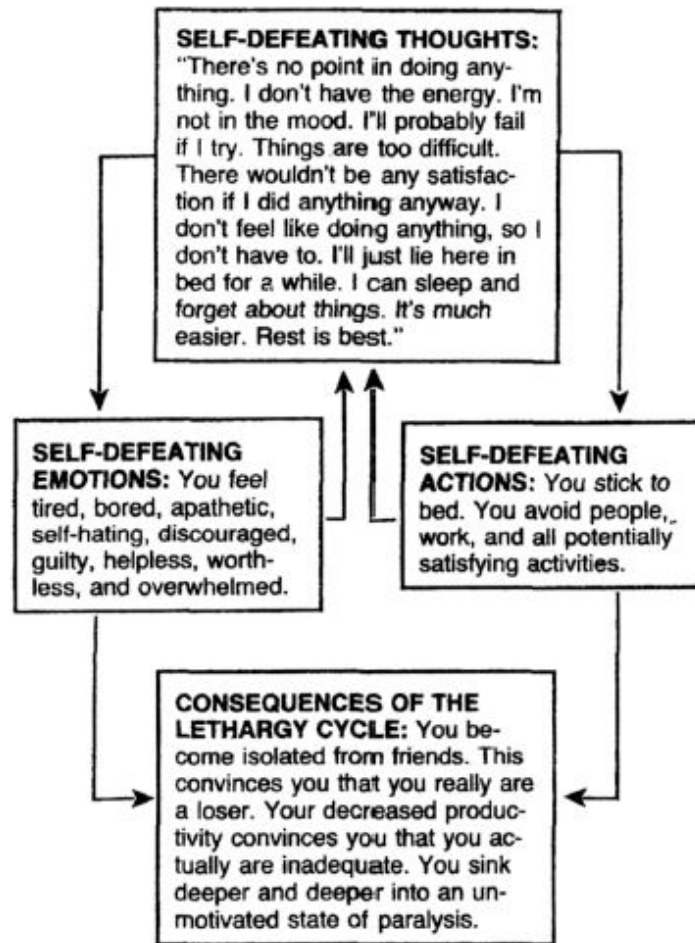 SELF-DEFEATING THOUGHTS:
"There's no point in doing any-
thing. I don't have the energy. I'm
not in the mood. I'll probably fail
if I try. Things are too difficult.
There wouldn't be any satisfac-
tion if I did anything anyway. I
don't feel like doing anything, so I
don't have to. I'll just lie here in
bed for a while. I can sleep and
forget about things. It's much
easier. Rest is best."
SELF-DEFEATING
EMOTIONS: You feel
tired, bored, apathetic,
self-hating, discouraged,
guilty, helpless, worth-
less, and overwhelmed.
SELF-DEFEATING
ACTIONS: You stick to
bed. You avoid people,
work, and all potentially
satisfying activities.
CONSEQUENCES OF THE
LETHARGY CYCLE: You be-
come isolated from friends. This
convinces you that you really are
a loser. Your decreased produc-
tivity convinces you that you ac-
tually are inadequate. You sink
deeper and deeper into an un-
motivated state of paralysis.